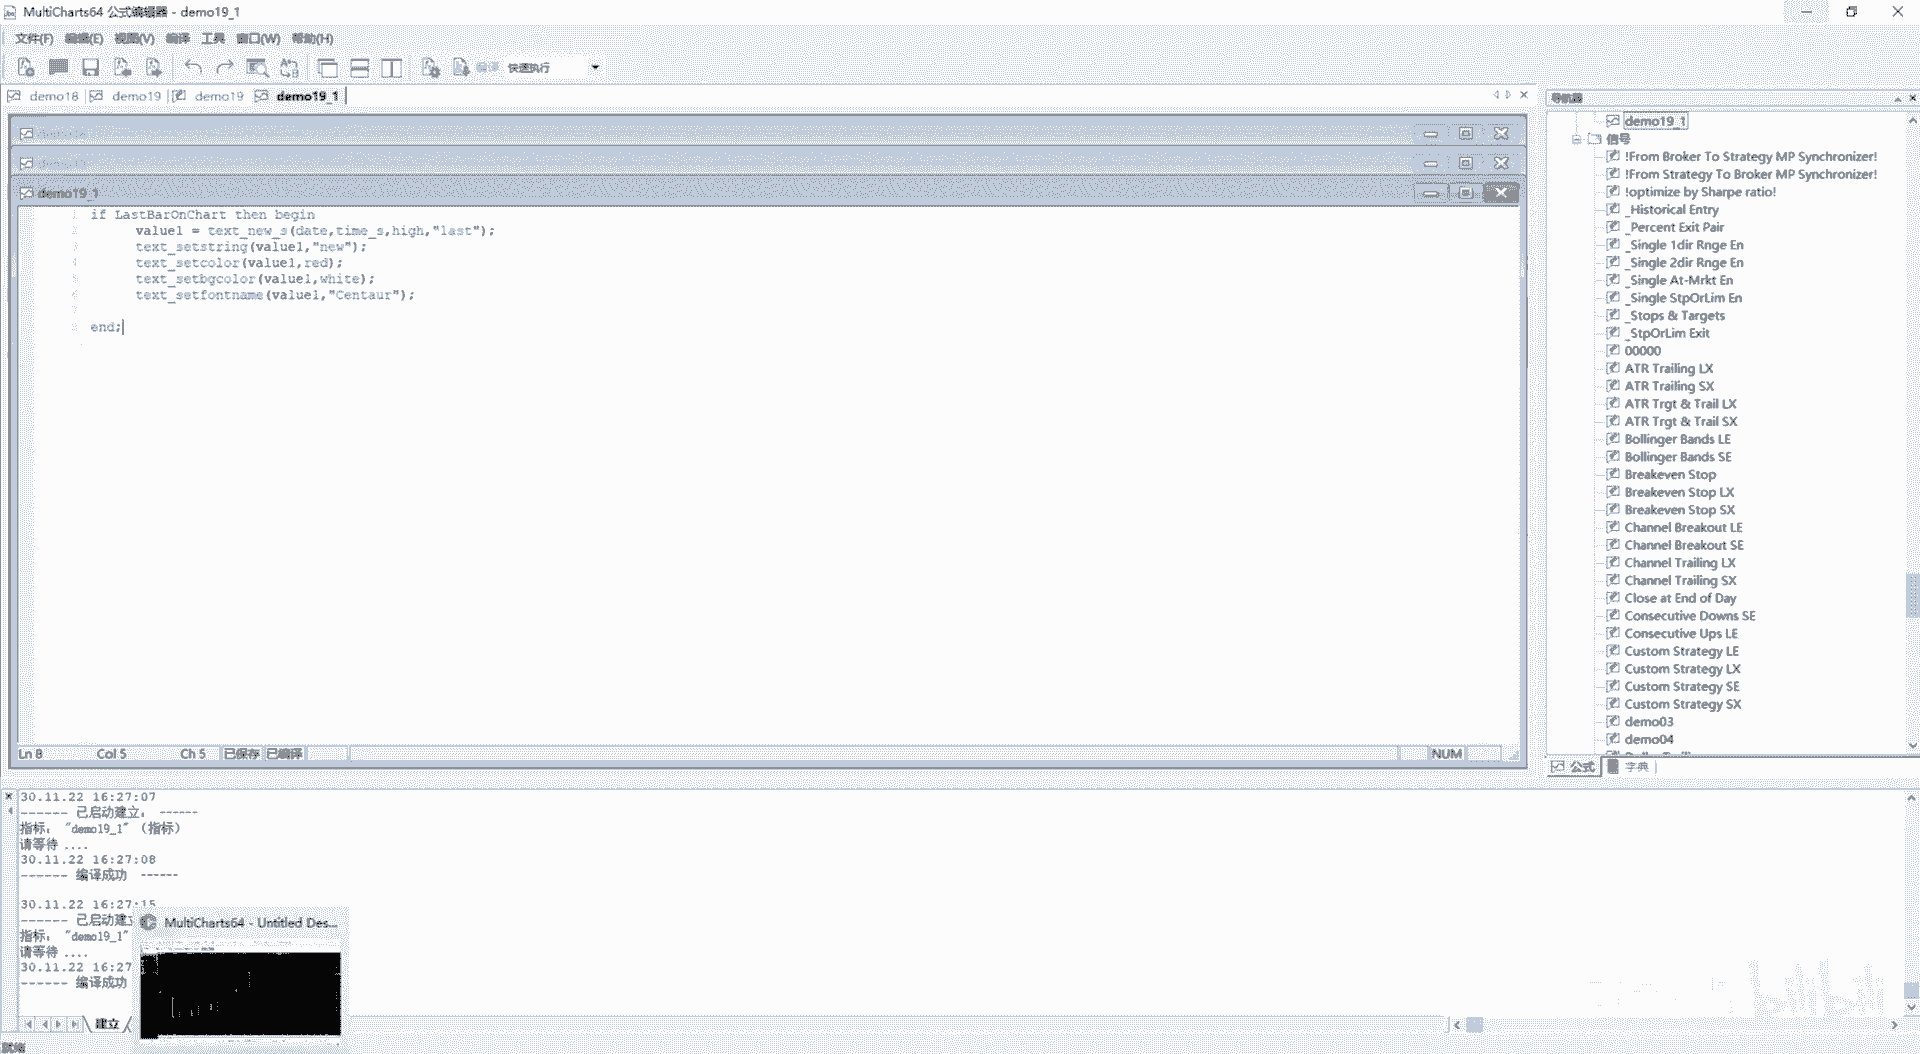 MultiCharts64 公式编辑器 - demo19_1
文件(F) 编辑(E) 视图(V) 编译 工具 窗口(W) 帮助(H)
编译 快速执行
demo18 demo19 demo19 demo19_1
导航器
demo19_1
demo19_1
信号
!From Broker To Strategy MP Synchronizer!
!From Strategy To Broker MP Synchronizer!
!optimize by Sharpe ratio!
_Historical Entry
_Percent Exit Pair
_Single 1dir Rnge En
_Single 2dir Rnge En
_Single At-Mrkt En
_Single StpOrLim En
_Stops & Targets
_StpOrLim Exit
00000
ATR Trailing LX
ATR Trailing SX
ATR Trgt & Trail LX
ATR Trgt & Trail SX
Bollinger Bands LE
Bollinger Bands SE
Breakeven Stop
Breakeven Stop LX
Breakeven Stop SX
Channel Breakout LE
Channel Breakout SE
Channel Trailing LX
Channel Trailing SX
Close at End of Day
Consecutive Downs SE
Consecutive Ups LE
Custom Strategy LE
Custom Strategy LX
Custom Strategy SE
Custom Strategy SX
demo03
demo04
公式 字典
1 if LastBarOnChart then begin
2 value1 = text_new_s(date,time_s,high,"last");
3 text_setstring(value1,"new");
4 text_setcolor(value1,red);
5 text_setbgcolor(value1,white);
6 text_setfontname(value1,"Centaur");
7
8 end;
Ln 8 Col 5 Ch 5 已保存 已编译 NUM
30.11.22 16:27:07
------ 已启动建立: ------
指标: "demo19_1" (指标)
请等待 ....
30.11.22 16:27:08
------ 编译成功 ------
30.11.22 16:27:15
------ 已启动建立
指标: "demo19_1"
请等待 ....
30.11.22 16:27
------ 编译成功
MultiCharts64 - Untitled Des...
建立
就绪
bilibili